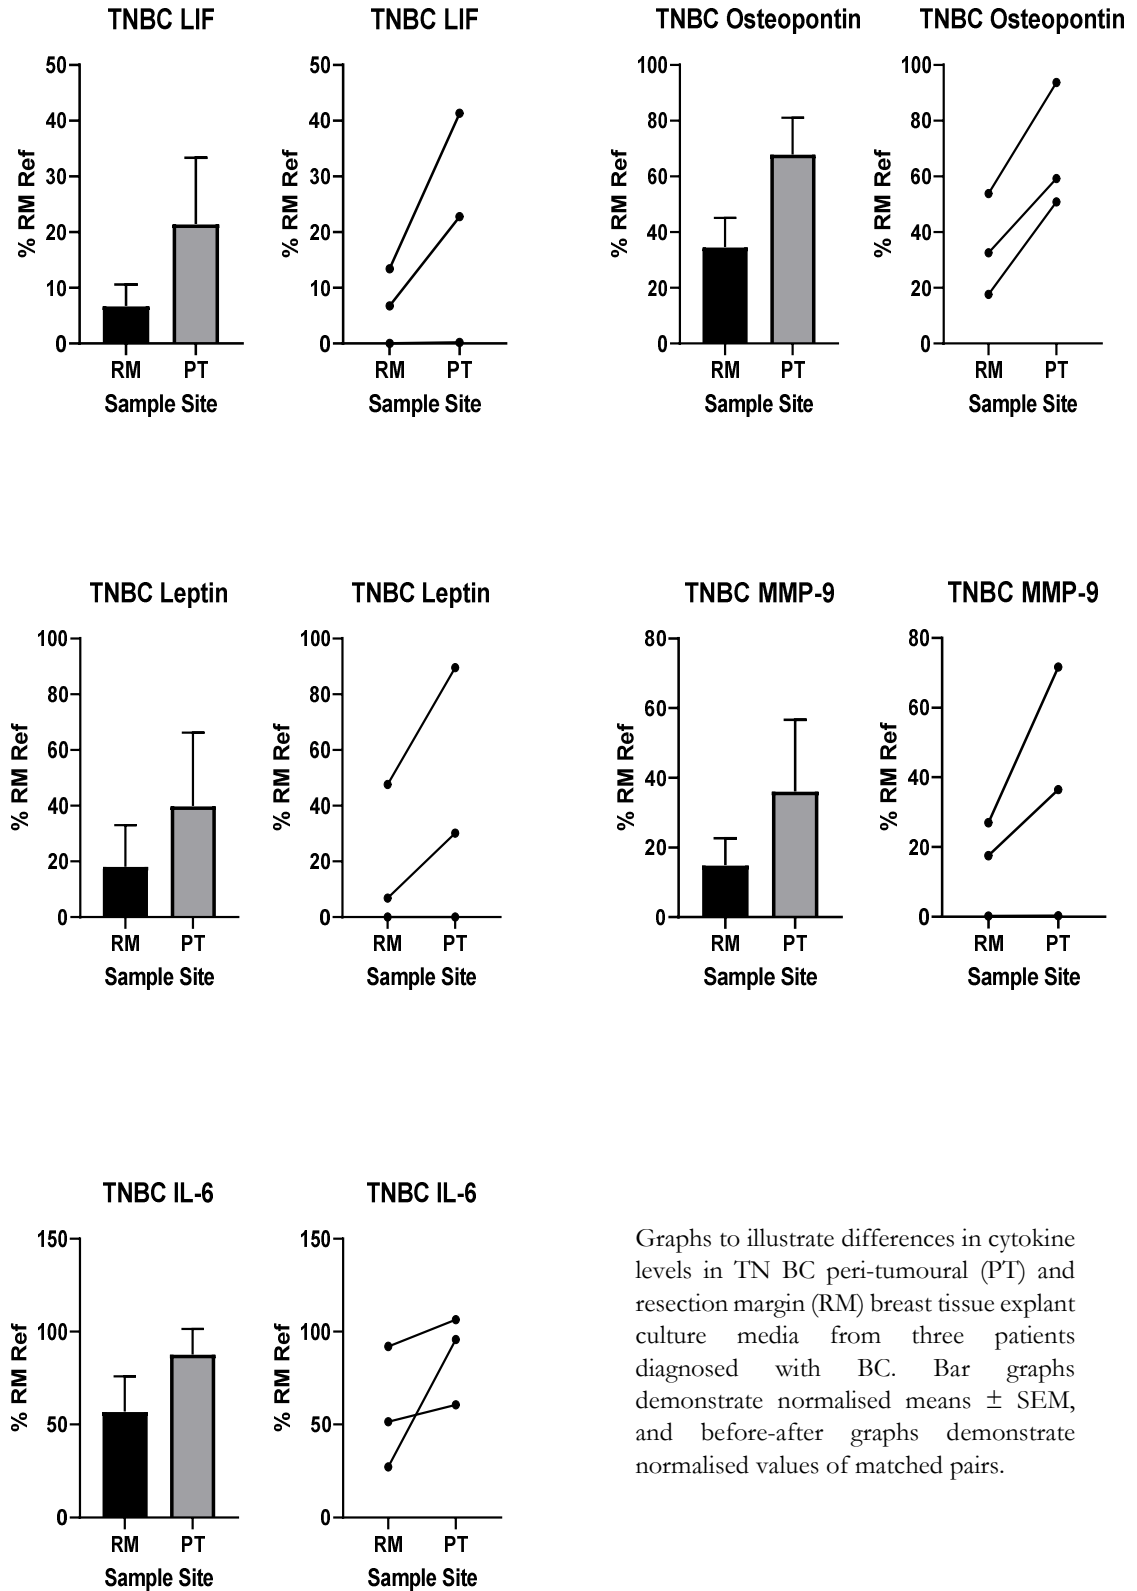 TNBC LIF
50
40
30
20
10
0
% RM Ref
RM PT
Sample Site
TNBC LIF
50
40
30
20
10
0
% RM Ref
RM PT
Sample Site
TNBC Osteopontin
100
80
60
40
20
0
% RM Ref
RM PT
Sample Site
TNBC Osteopontin
100
80
60
40
20
0
% RM Ref
RM PT
Sample Site
TNBC Leptin
100
80
60
40
20
0
% RM Ref
RM PT
Sample Site
TNBC Leptin
100
80
60
40
20
0
% RM Ref
RM PT
Sample Site
TNBC MMP-9
80
60
40
20
0
% RM Ref
RM PT
Sample Site
TNBC MMP-9
80
60
40
20
0
% RM Ref
RM PT
Sample Site
TNBC IL-6
150
100
50
0
% RM Ref
RM PT
Sample Site
TNBC IL-6
150
100
50
0
% RM Ref
RM PT
Sample Site
Graphs to illustrate differences in cytokine
levels in TN BC peri-tumoural (PT) and
resection margin (RM) breast tissue explant
culture media from three patients
diagnosed with BC. Bar graphs
demonstrate normalised means ± SEM,
and before-after graphs demonstrate
normalised values of matched pairs.